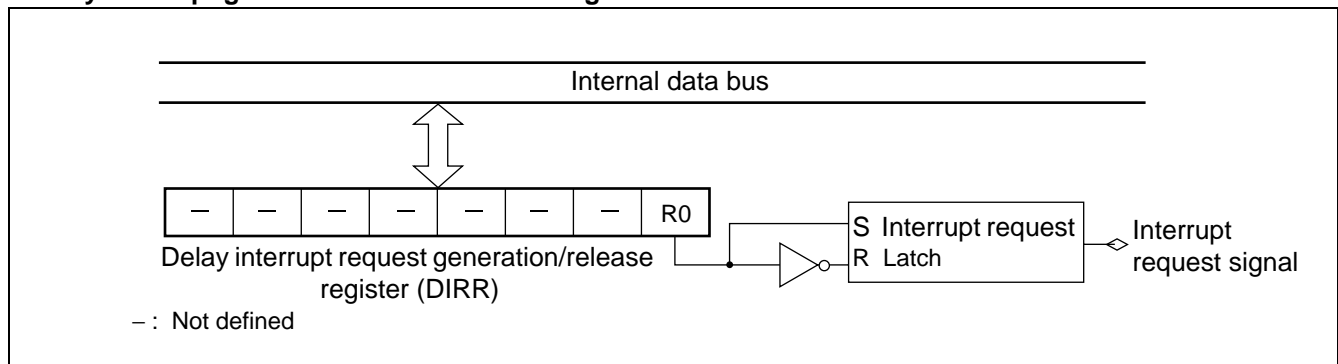 Internal data bus
– – – – – – – R0
Delay interrupt request generation/release
register (DIRR)
S Interrupt request
R Latch
Interrupt
request signal
– : Not defined